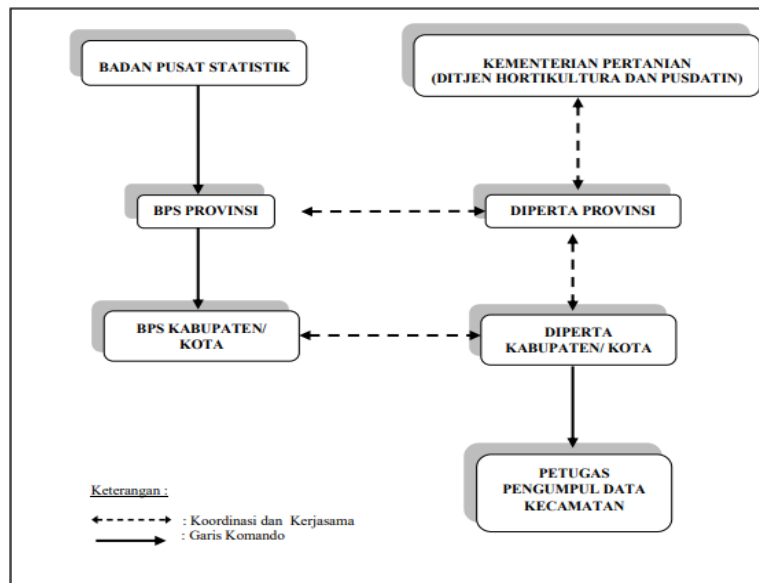 BADAN PUSAT STATISTIK
KEMENTERIAN PERTANIAN
(DITJEN HORTIKULTURA DAN PUSDATIN)
BPS PROVINSI
DIPERTA PROVINSI
BPS KABUPATEN/
KOTA
DIPERTA
KABUPATEN/ KOTA
PETUGAS
PENGUMPUL DATA
KECAMATAN
Keterangan :
: Koordinasi dan Kerjasama
: Garis Komando